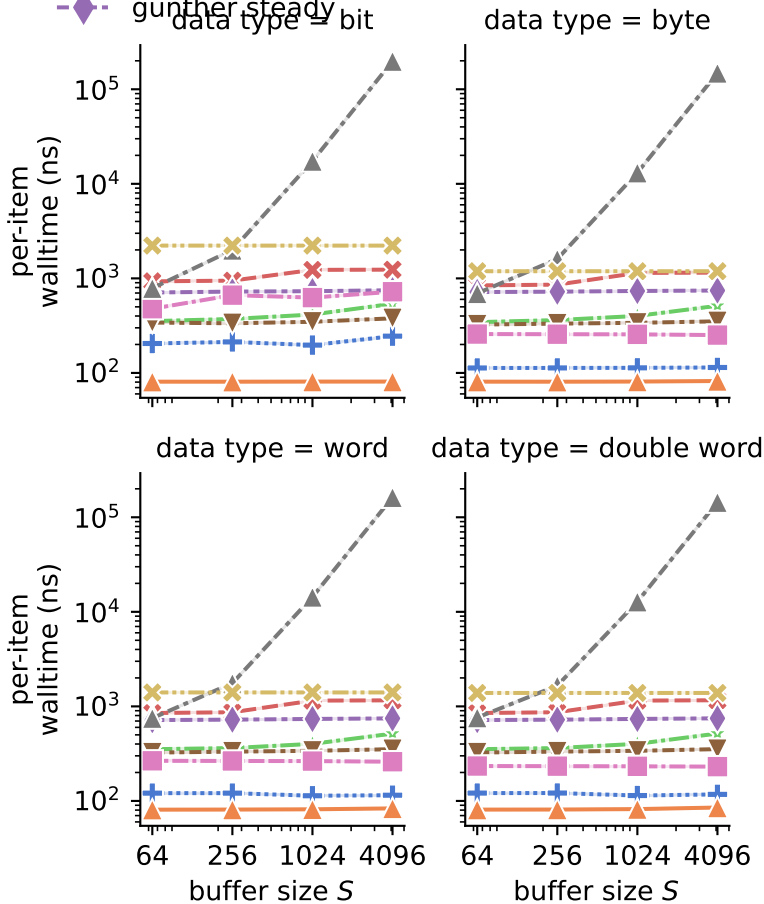 gunther steady
data type = bit
data type = byte
per-item
walltime (ns)
10^5
10^4
10^3
10^2
data type = word
data type = double word
per-item
walltime (ns)
10^5
10^4
10^3
10^2
64 256 1024 4096
64 256 1024 4096
buffer size S
buffer size S